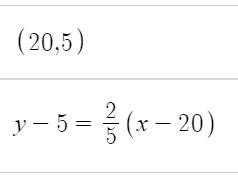 (20,5)
y − 5 = 2/5 (x − 20)